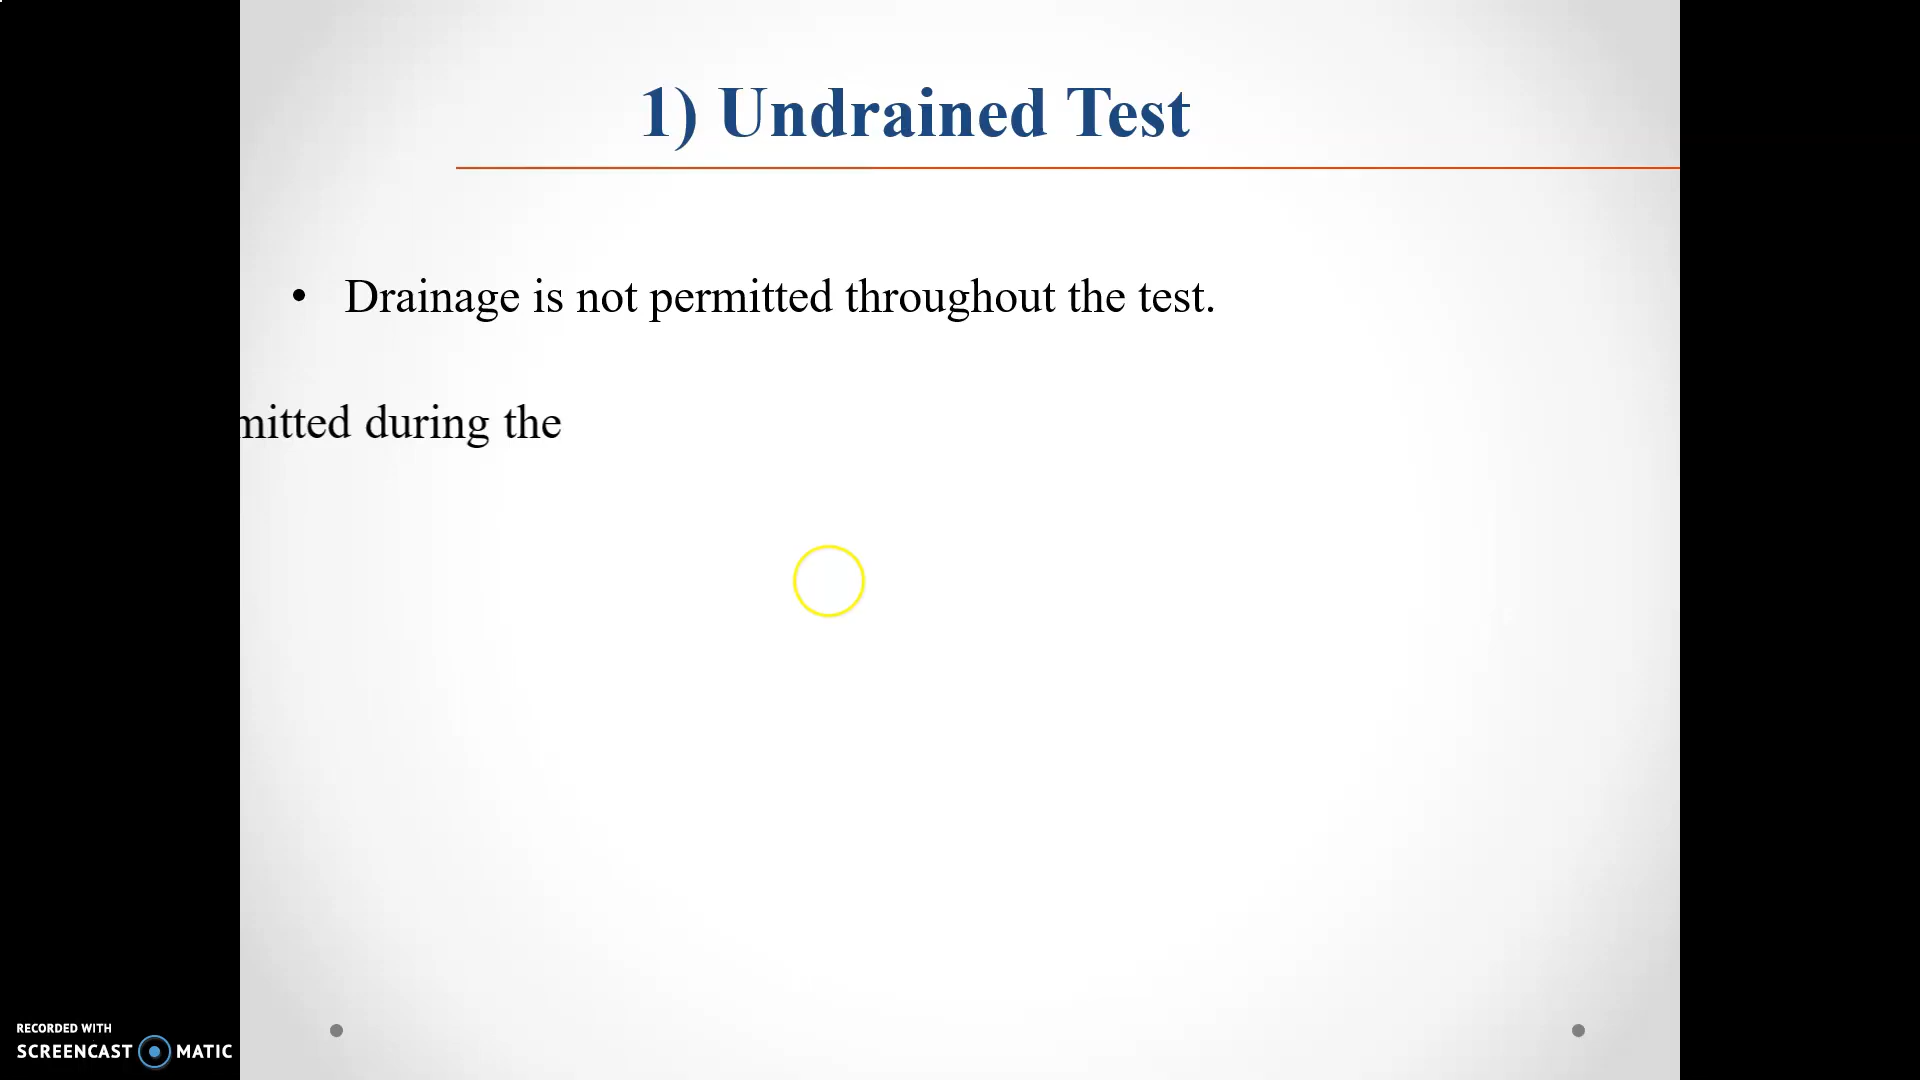 1) Undrained Test
• Drainage is not permitted throughout the test.
mitted during the
RECORDED WITH
SCREENCAST MATIC